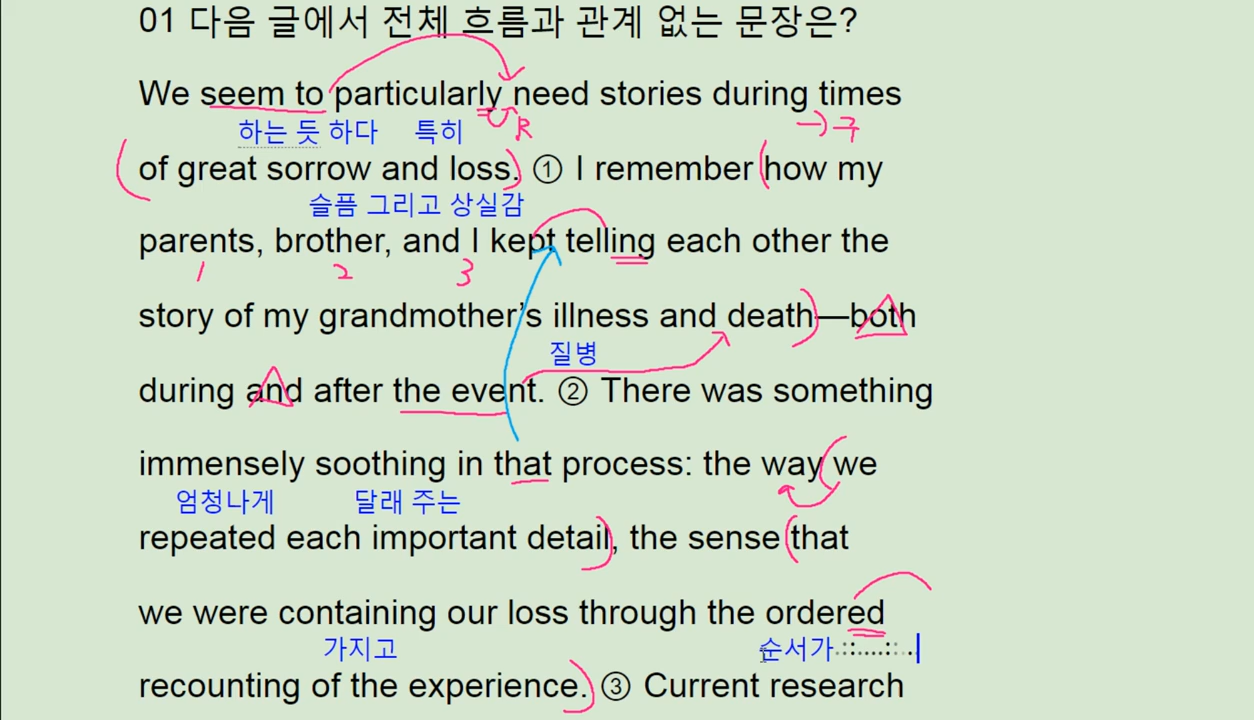 01 다음 글에서 전체 흐름과 관계 없는 문장은?
We seem to particularly need stories during times
하는 듯 하다 특히 R 구
of great sorrow and loss. ① I remember how my
슬픔 그리고 상실감
parents, brother, and I kept telling each other the
1 2 3
story of my grandmother's illness and death—both
질병
during and after the event. ② There was something
immensely soothing in that process: the way we
엄청나게 달래 주는
repeated each important detail, the sense that
we were containing our loss through the ordered
가지고 순서가
recounting of the experience. ③ Current research